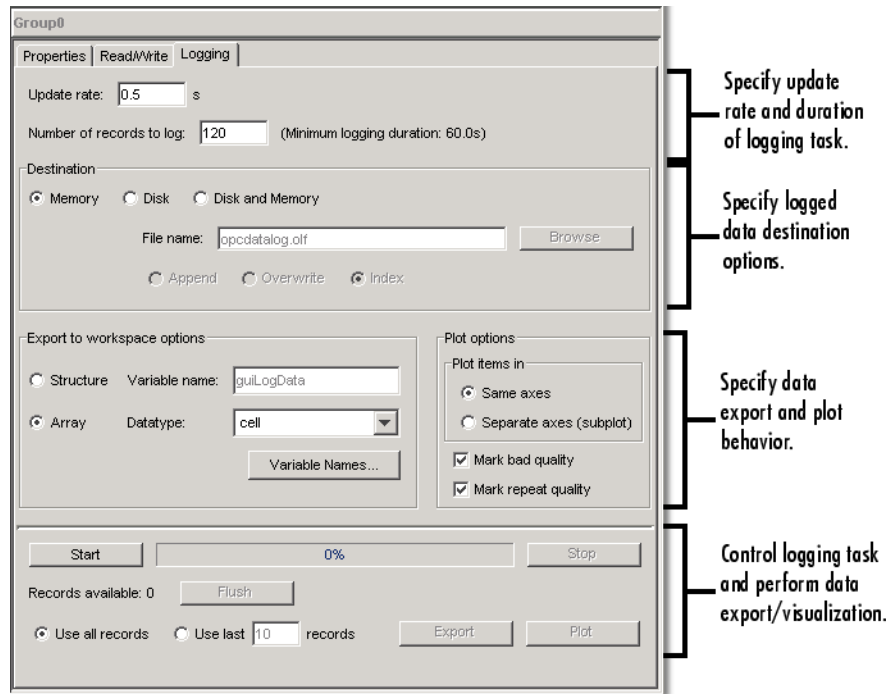 Group0
Properties Read/Write Logging
Update rate: 0.5 s
Number of records to log: 120 (Minimum logging duration: 60.0s)
Specify update
rate and duration
of logging task.
Destination
Memory Disk Disk and Memory
File name: opcdatalog.olf Browse
Append Overwrite Index
Specify logged
data destination
options.
Export to workspace options
Structure Variable name: guiLogData
Array Datatype: cell
Variable Names...
Plot options
Plot items in
Same axes
Separate axes (subplot)
Mark bad quality
Mark repeat quality
Specify data
export and plot
behavior.
Start 0% Stop
Records available: 0 Flush
Use all records Use last 10 records Export Plot
Control logging task
and perform data
export/visualization.